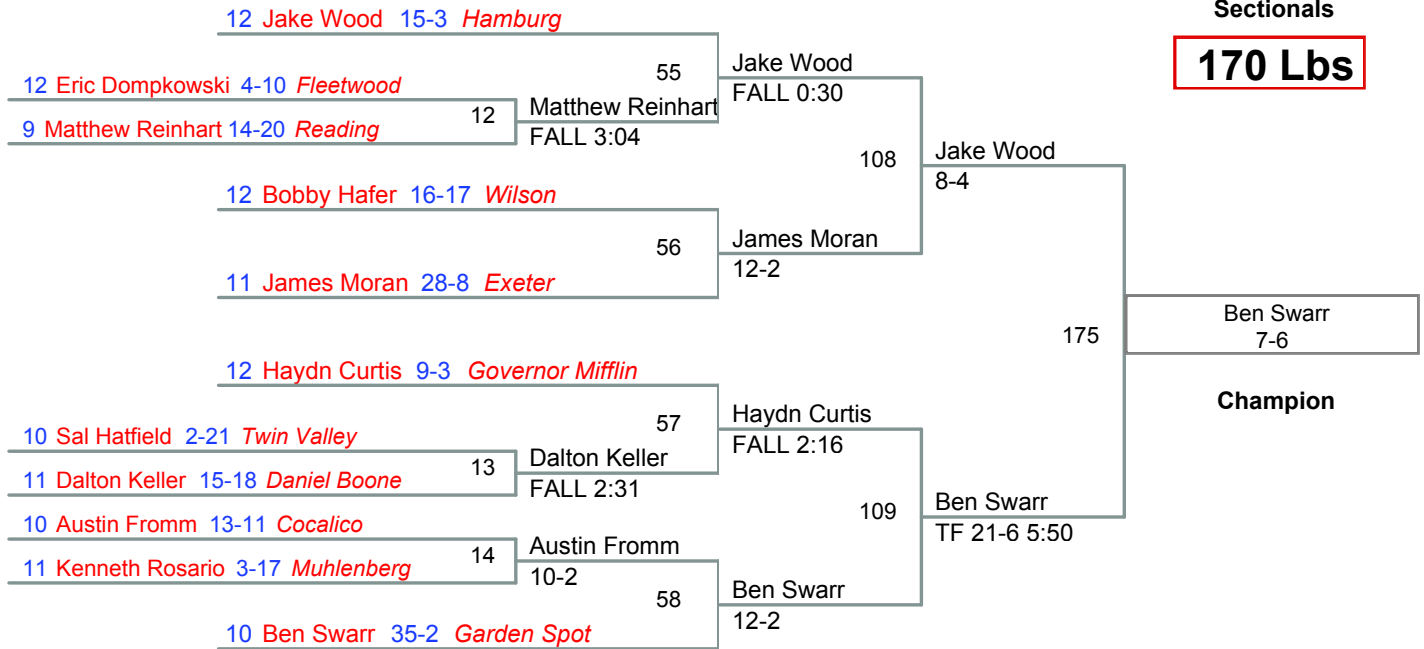 Sectionals
170 Lbs
12 Jake Wood 15-3 Hamburg
12 Eric Dompkowski 4-10 Fleetwood
9 Matthew Reinhart 14-20 Reading
12 Bobby Hafer 16-17 Wilson
11 James Moran 28-8 Exeter
12 Haydn Curtis 9-3 Governor Mifflin
10 Sal Hatfield 2-21 Twin Valley
11 Dalton Keller 15-18 Daniel Boone
10 Austin Fromm 13-11 Cocalico
11 Kenneth Rosario 3-17 Muhlenberg
10 Ben Swarr 35-2 Garden Spot
12
Matthew Reinhart
FALL 3:04
13
Dalton Keller
FALL 2:31
14
Austin Fromm
10-2
55
Jake Wood
FALL 0:30
56
James Moran
12-2
57
Haydn Curtis
FALL 2:16
58
Ben Swarr
12-2
108
Jake Wood
8-4
109
Ben Swarr
TF 21-6 5:50
175
Ben Swarr
7-6
Champion